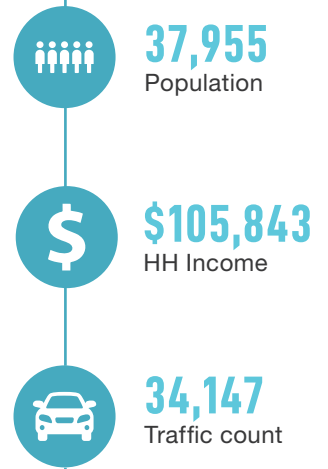 37,955
Population
$
$105,843
HH Income
34,147
Traffic count